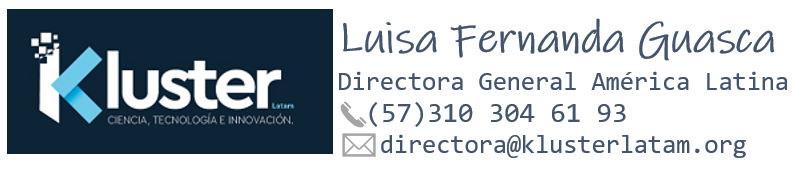 Kluster
Latam
CIENCIA, TECNOLOGÍA E INNOVACIÓN.
Luisa Fernanda Guasca
Directora General América Latina
(57)310 304 61 93
directora@klusterlatam.org